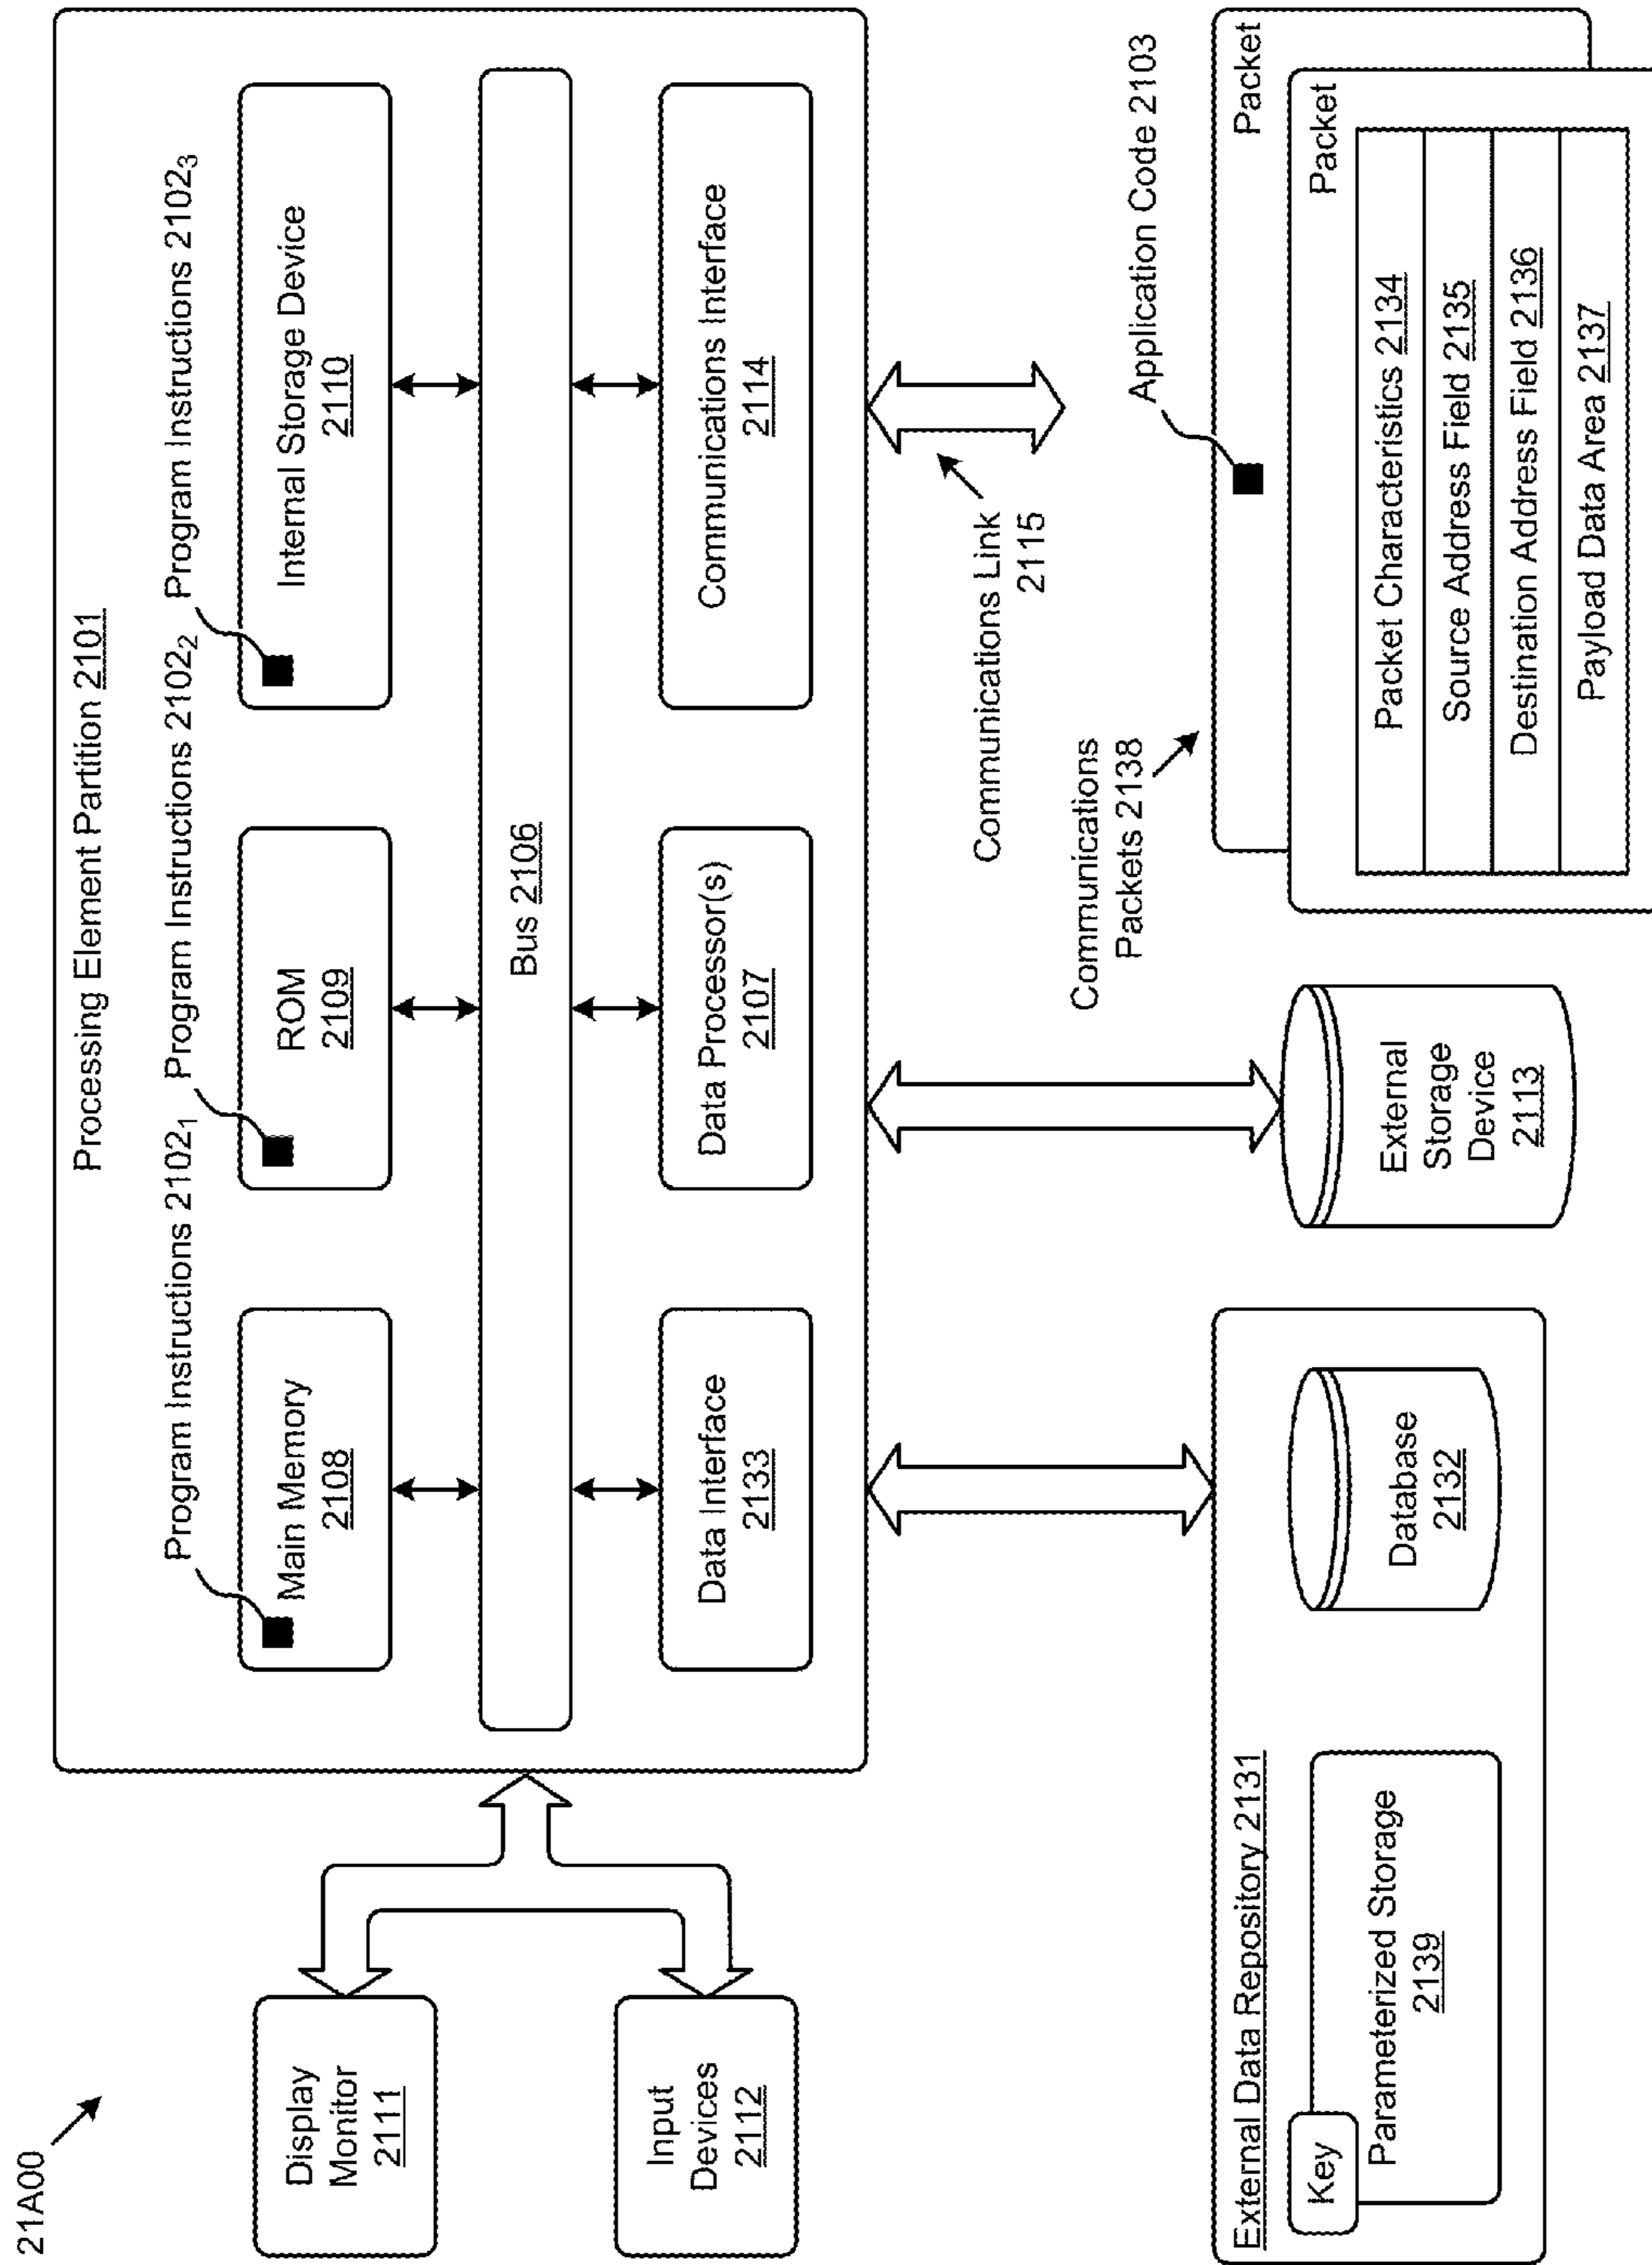 21A00
Processing Element Partition 2101
Program Instructions 2102₁
Program Instructions 2102₂
Program Instructions 2102₃
Main Memory
2108
ROM
2109
Internal Storage Device
2110
Display
Monitor
2111
Bus 2106
Input
Devices
2112
Data Interface
2133
Data Processor(s)
2107
Communications Interface
2114
Communications Link
2115
Communications
Packets 2138
Application Code 2103
External Data Repository 2131
Key
Parameterized Storage
2139
Database
2132
External
Storage
Device
2113
Packet
Packet
Packet Characteristics 2134
Source Address Field 2135
Destination Address Field 2136
Payload Data Area 2137